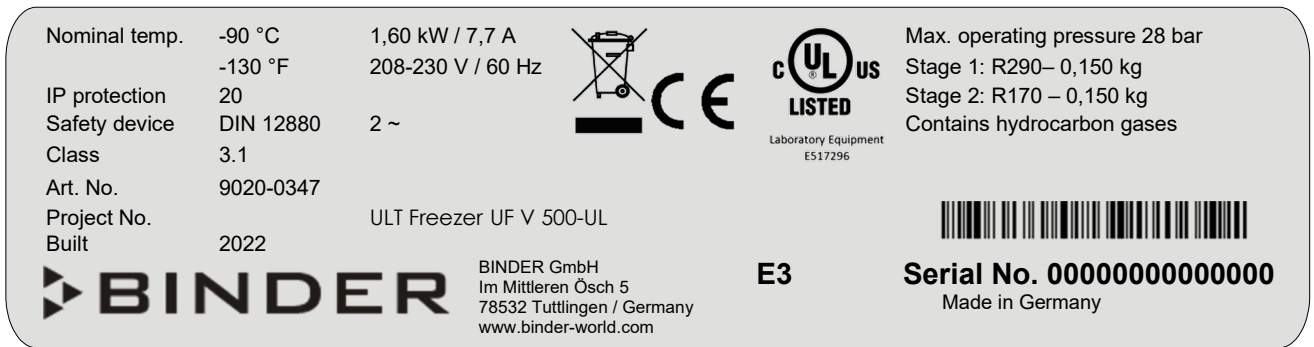 Nominal temp. -90 °C 1,60 kW / 7,7 A
-130 °F 208-230 V / 60 Hz
IP protection 20
Safety device DIN 12880 2 ~
Class 3.1
Art. No. 9020-0347
Project No. ULT Freezer UF V 500-UL
Built 2022
CE
C UL® US
LISTED
Laboratory Equipment
E517296
Max. operating pressure 28 bar
Stage 1: R290– 0,150 kg
Stage 2: R170 – 0,150 kg
Contains hydrocarbon gases
BINDER
BINDER GmbH
Im Mittleren Ösch 5
78532 Tuttlingen / Germany
www.binder-world.com
E3
Serial No. 00000000000000
Made in Germany